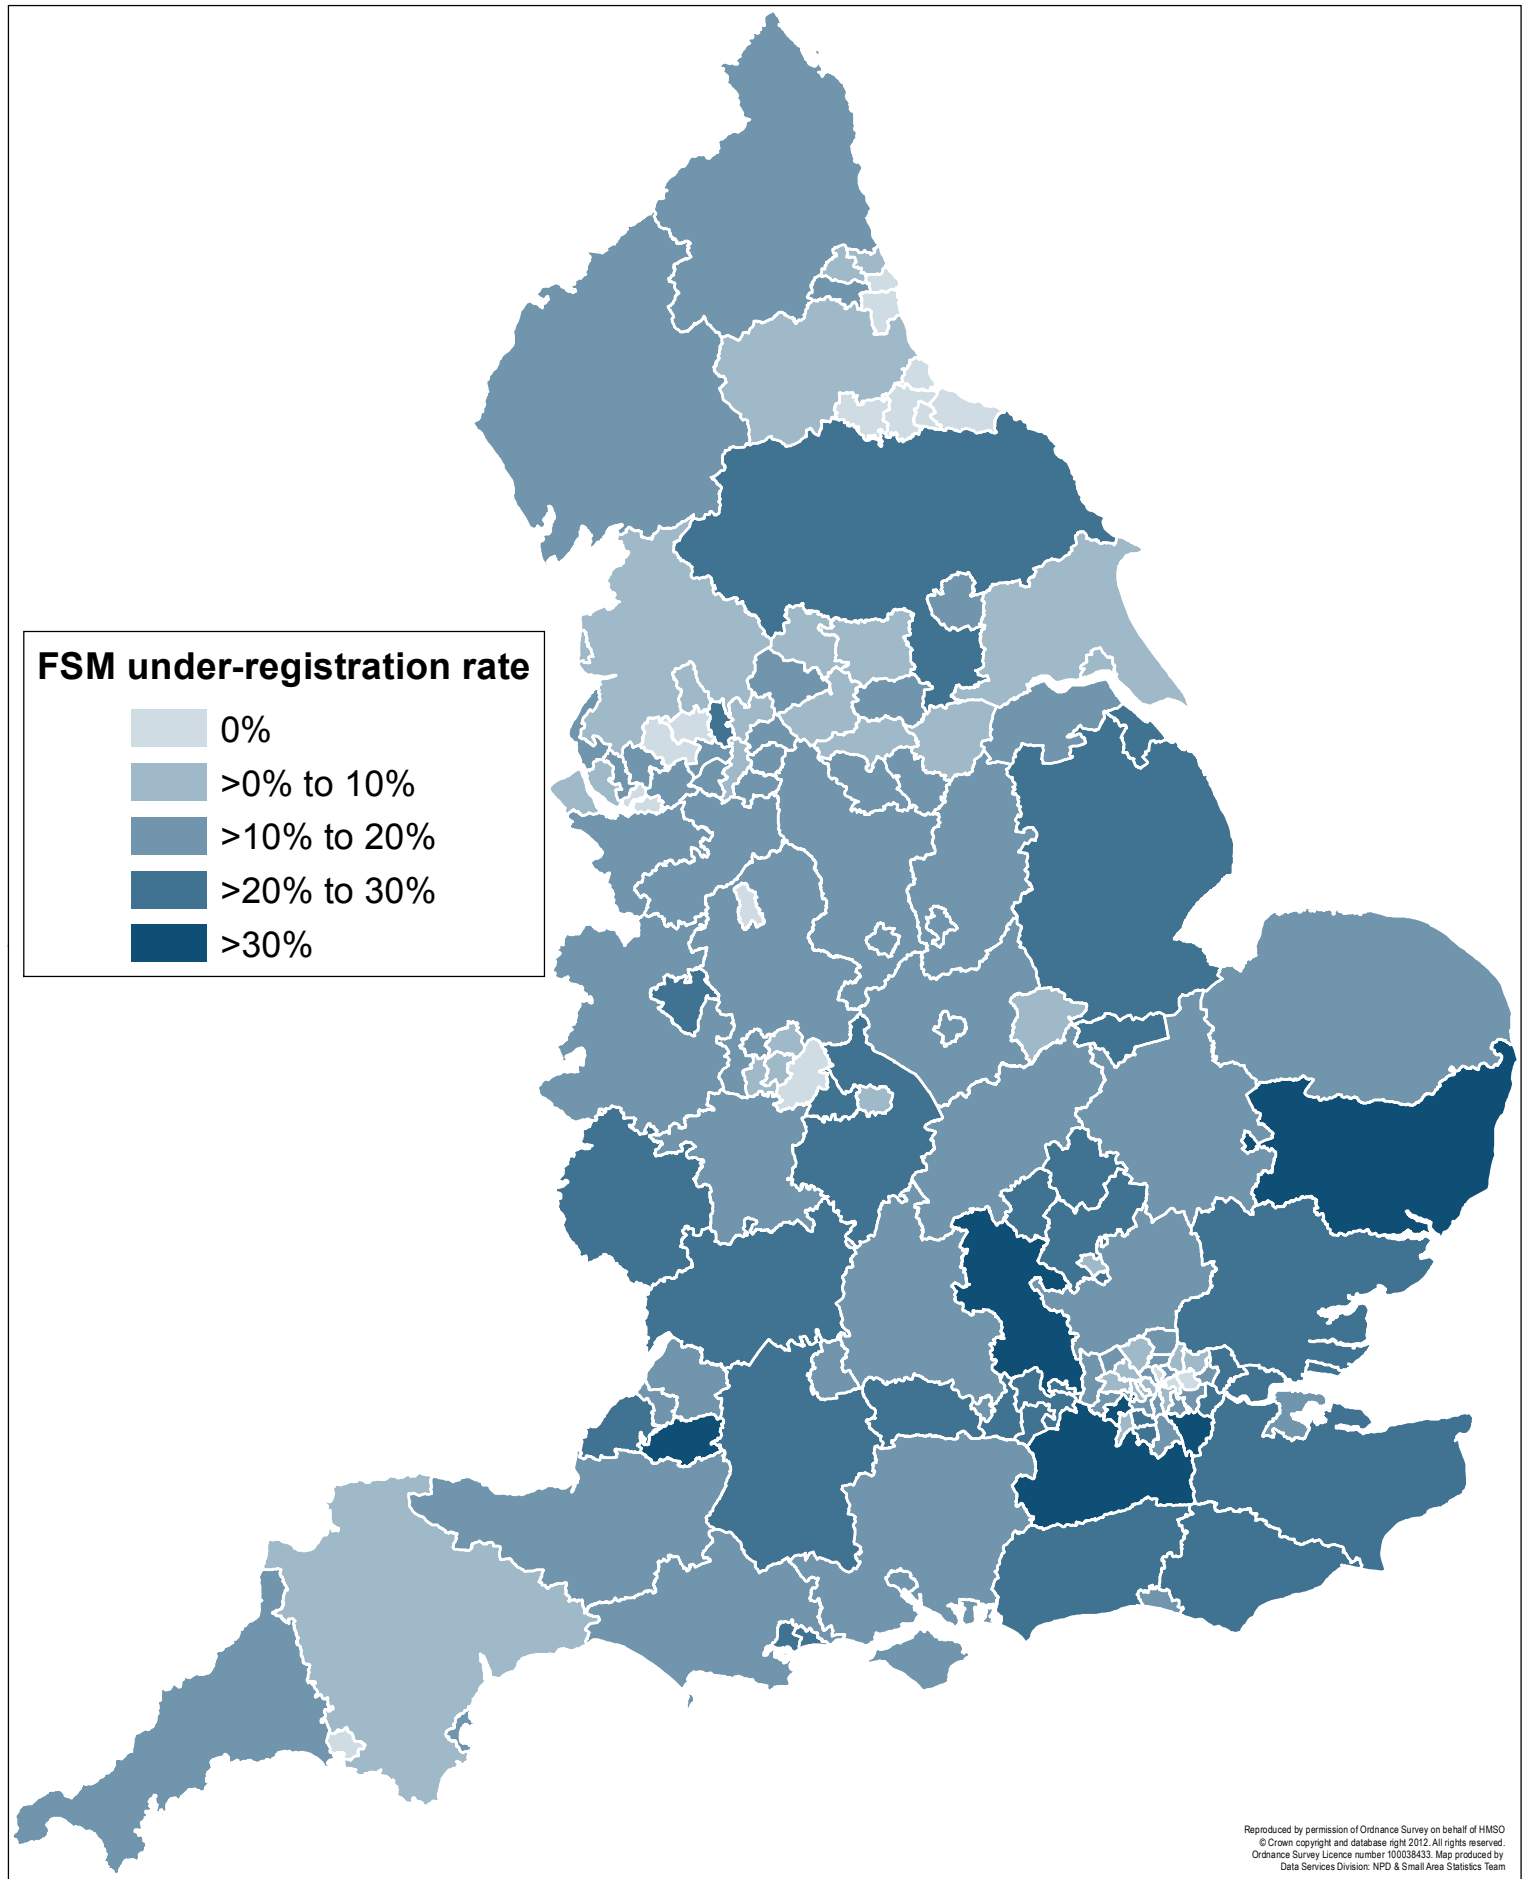 FSM under-registration rate
0%
>0% to 10%
>10% to 20%
>20% to 30%
>30%
Reproduced by permission of Ordnance Survey on behalf of HMSO
© Crown copyright and database right 2012. All rights reserved.
Ordnance Survey Licence number 100038433. Map produced by
Data Services Division: NPD & Small Area Statistics Team